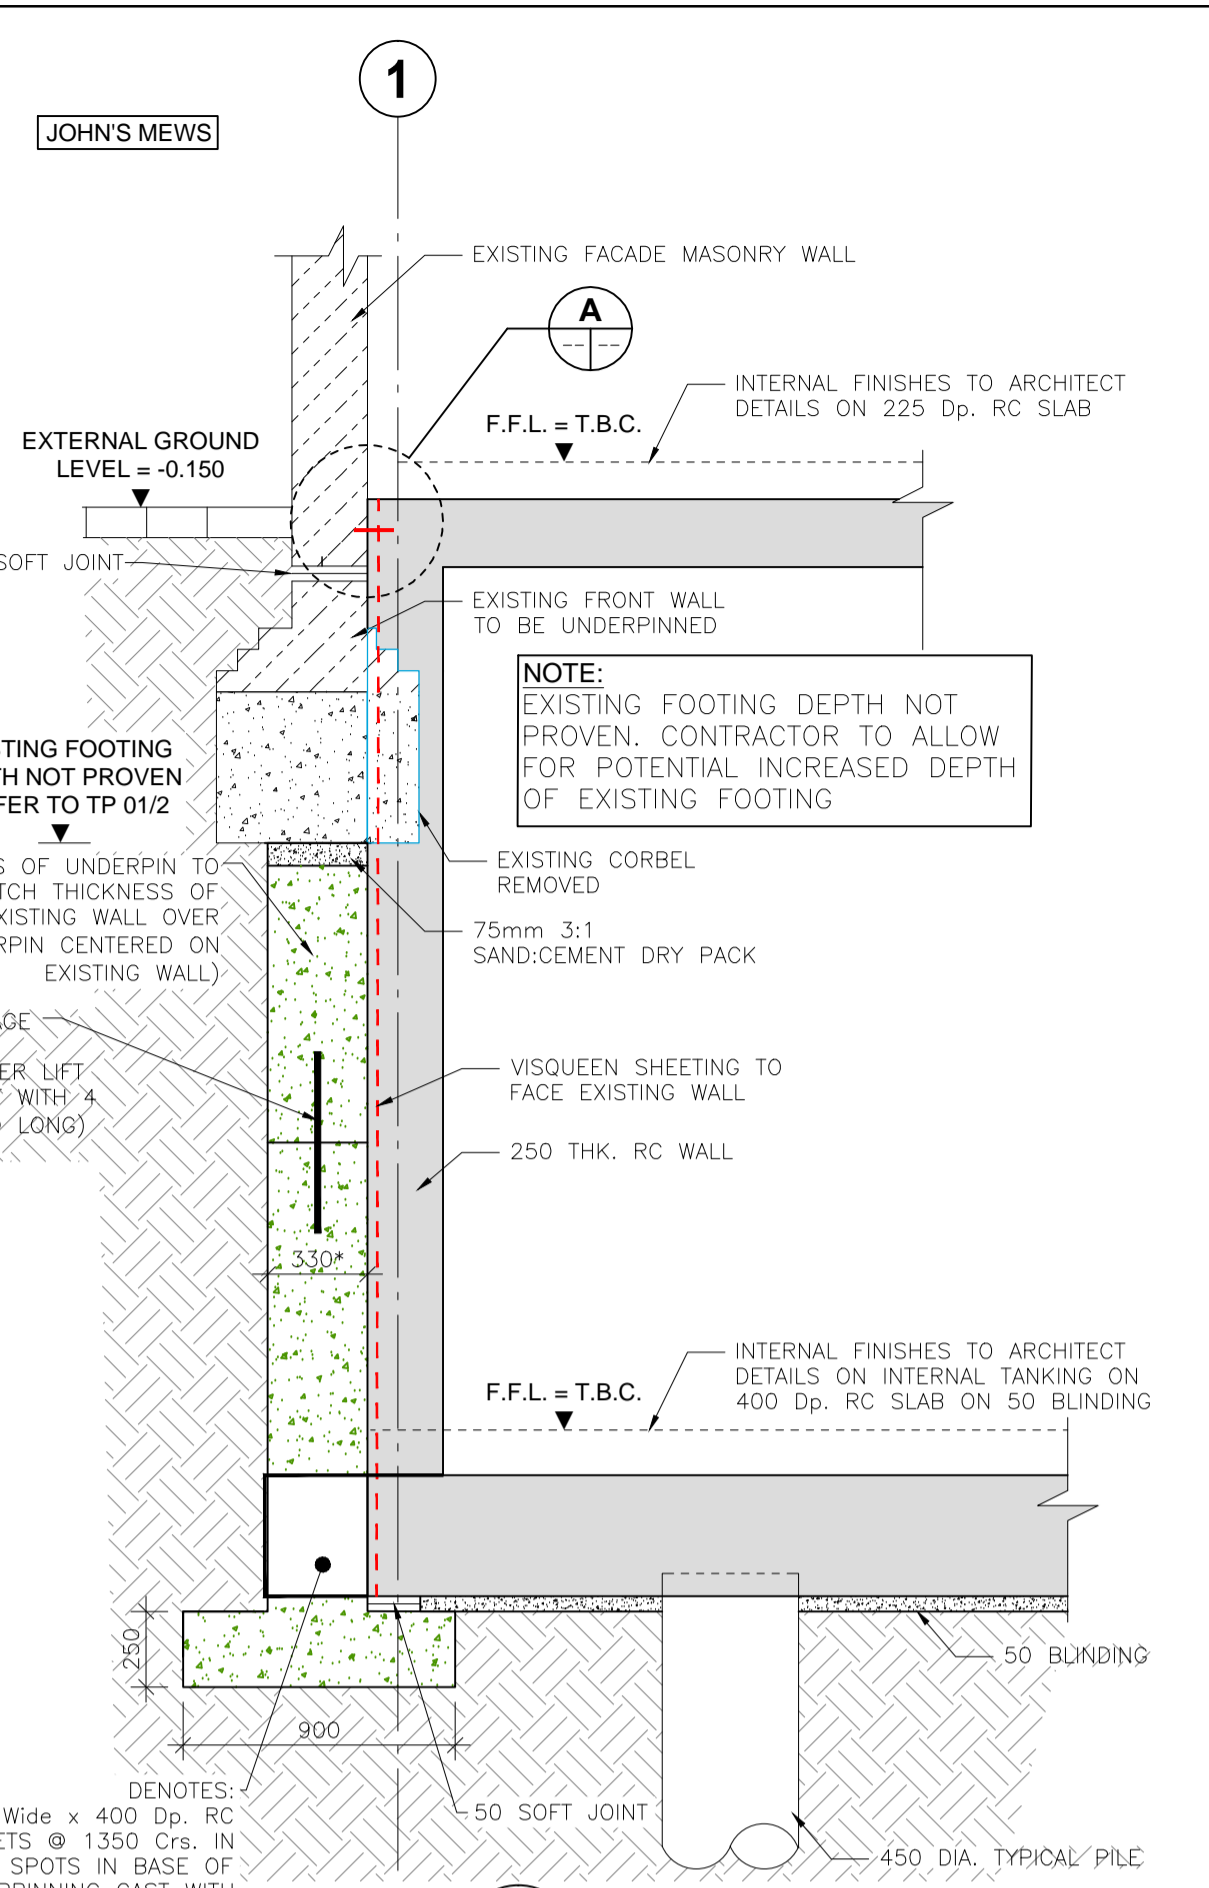 1
JOHN'S MEWS
EXISTING FACADE MASONRY WALL
A
INTERNAL FINISHES TO ARCHITECT
DETAILS ON 225 Dp. RC SLAB
F.F.L. = T.B.C.
EXTERNAL GROUND
LEVEL = -0.150
SOFT JOINT
EXISTING FRONT WALL
TO BE UNDERPINNED
NOTE:
EXISTING FOOTING DEPTH NOT
PROVEN. CONTRACTOR TO ALLOW
FOR POTENTIAL INCREASED DEPTH
OF EXISTING FOOTING
STING FOOTING
TH NOT PROVEN
FER TO TP 01/2
S OF UNDERPIN TO
TCH THICKNESS OF
XISTING WALL OVER
RPIN CENTERED ON
EXISTING WALL)
EXISTING CORBEL
REMOVED
75mm 3:1
SAND:CEMENT DRY PACK
AGE
ER LIFT
WITH 4
LONG)
VISQUEEN SHEETING TO
FACE EXISTING WALL
250 THK. RC WALL
330*
INTERNAL FINISHES TO ARCHITECT
DETAILS ON INTERNAL TANKING ON
400 Dp. RC SLAB ON 50 BLINDING
F.F.L. = T.B.C.
250
50 BLINDING
900
DENOTES:
Wide x 400 Dp. RC
ETS @ 1350 Crs. IN
SPOTS IN BASE OF
RPINNING CAST WITH
50 SOFT JOINT
450 DIA. TYPICAL PILE